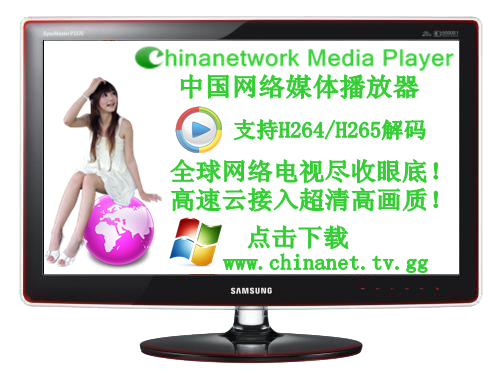 Chinanetwork Media Player
中国网络媒体播放器
支持H264/H265解码
全球网络电视尽收眼底！
高速云接入超清高画质！
点击下载
www.chinanet.tv.gg
SAMSUNG